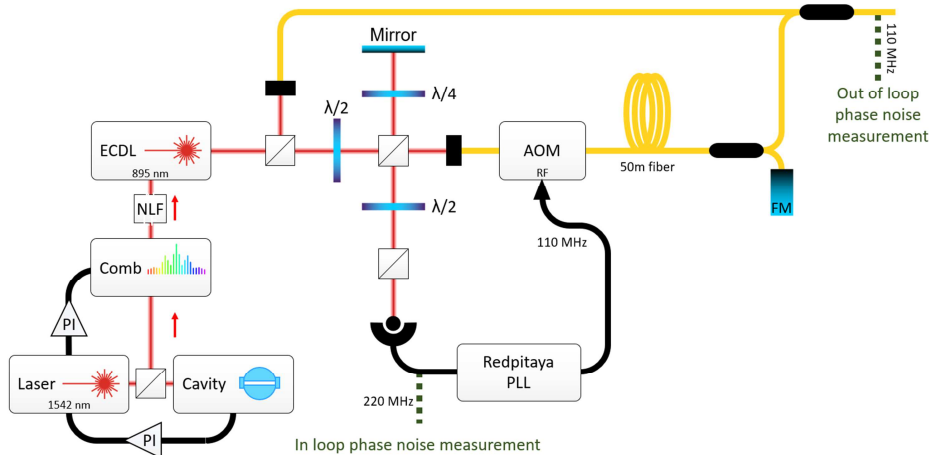 Mirror
110 MHz
λ/4
λ/2
Out of loop
phase noise
measurement
ECDL
895 nm
AOM
RF
50m fiber
FM
NLF
λ/2
110 MHz
Comb
PI
Redpitaya
PLL
Laser
1542 nm
Cavity
220 MHz
PI
In loop phase noise measurement